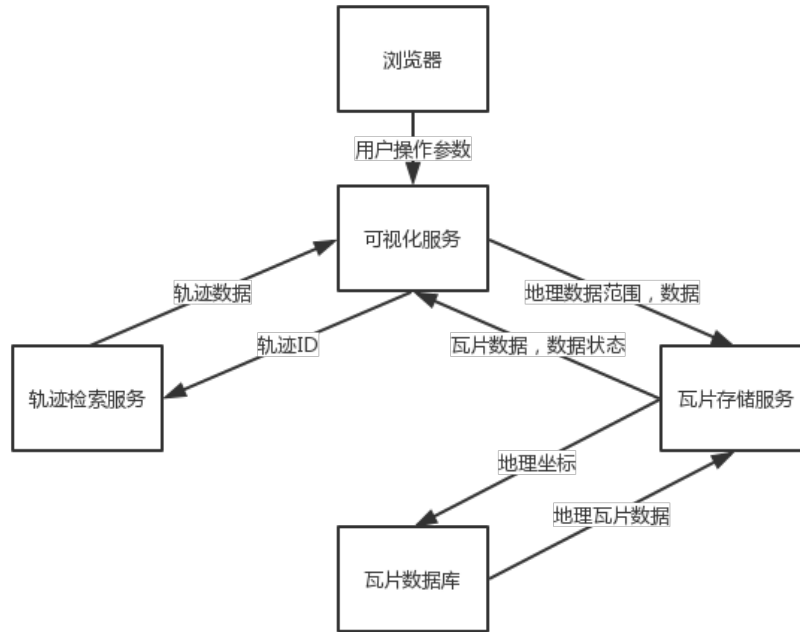 浏览器
用户操作参数
可视化服务
轨迹数据
地理数据范围，数据
轨迹ID
瓦片数据，数据状态
轨迹检索服务
瓦片存储服务
地理坐标
地理瓦片数据
瓦片数据库